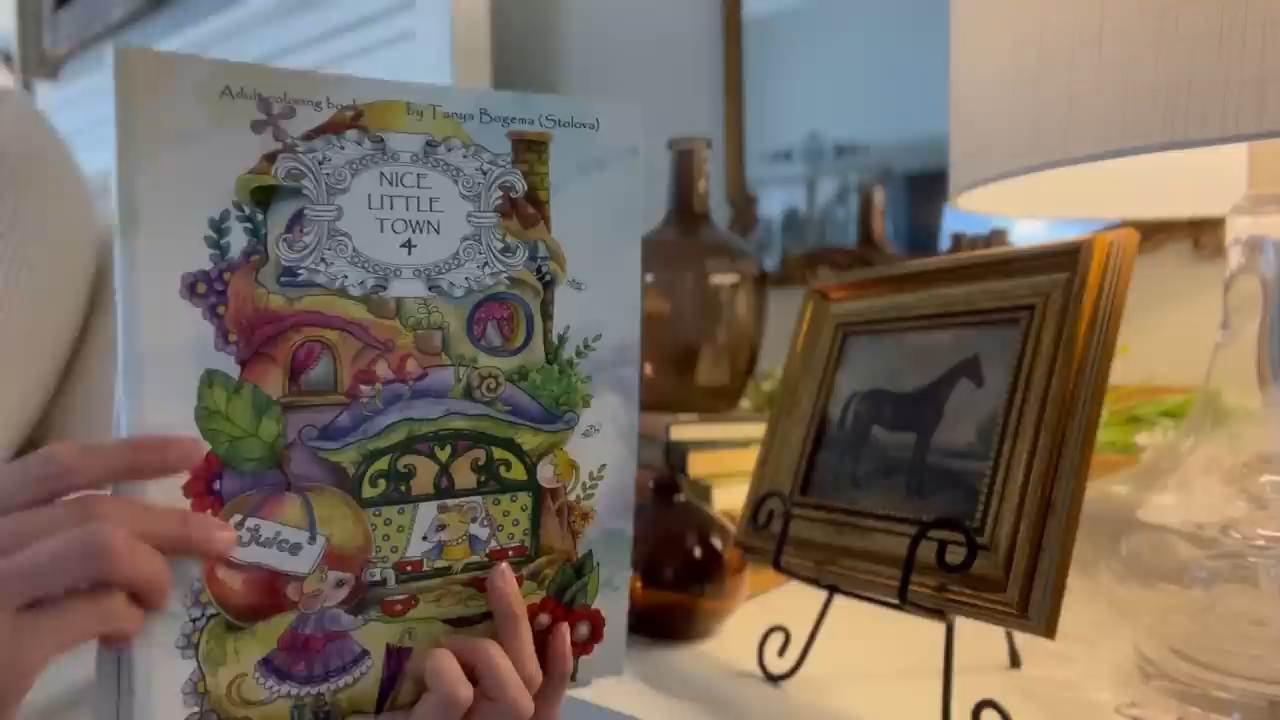 Adult coloring book by Tanya Bogema (Stolova)
NICE
LITTLE
TOWN
4
Juice